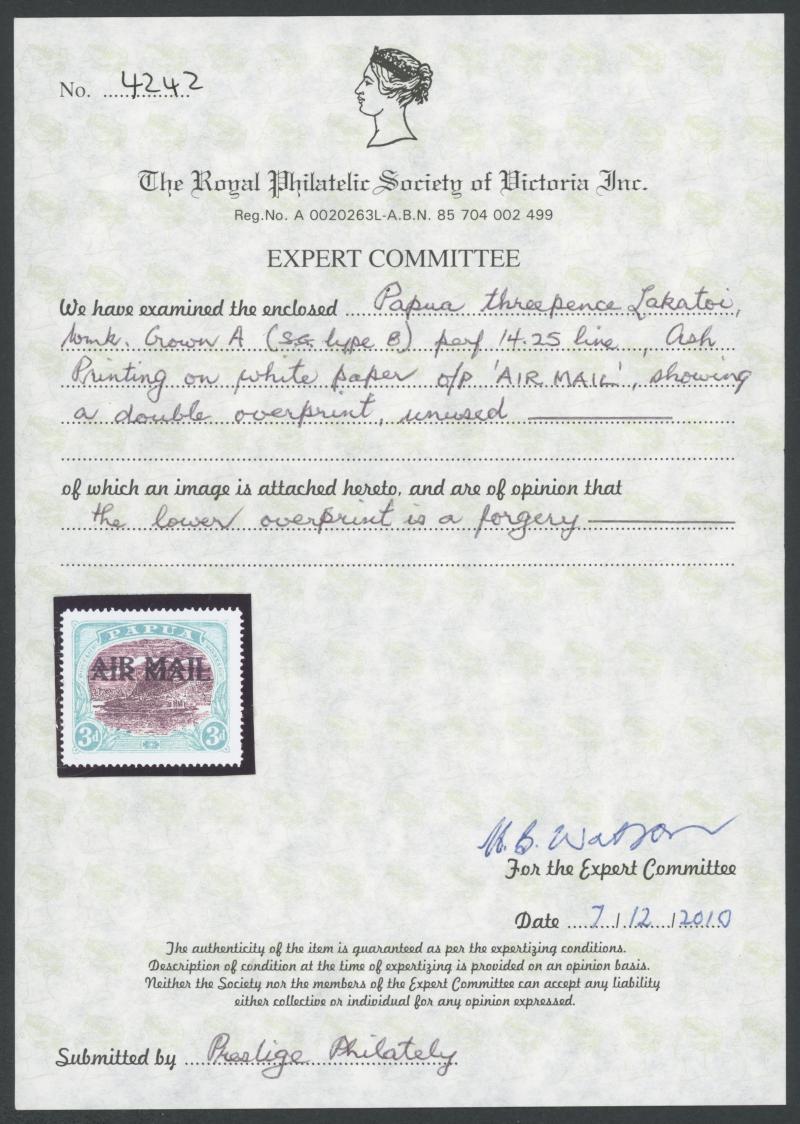 No. 4242
The Royal Philatelic Society of Victoria Inc.
Reg.No. A 0020263L-A.B.N. 85 704 002 499
EXPERT COMMITTEE
We have examined the enclosed Papua threepence Lakatoi,
Wmk. Crown A (S.G. type B) perf 14.25 line, Ash
Printing on white paper o/p 'AIR MAIL', showing
a double overprint, unused
of which an image is attached hereto, and are of opinion that
the lower overprint is a forgery
PAPUA
POSTAGE POSTAGE
AIR MAIL
3d 3d
K. B. Watson
For the Expert Committee
Date 7/12/2010
The authenticity of the item is guaranteed as per the expertizing conditions.
Description of condition at the time of expertizing is provided on an opinion basis.
Neither the Society nor the members of the Expert Committee can accept any liability
either collective or individual for any opinion expressed.
Submitted by Prestige Philately